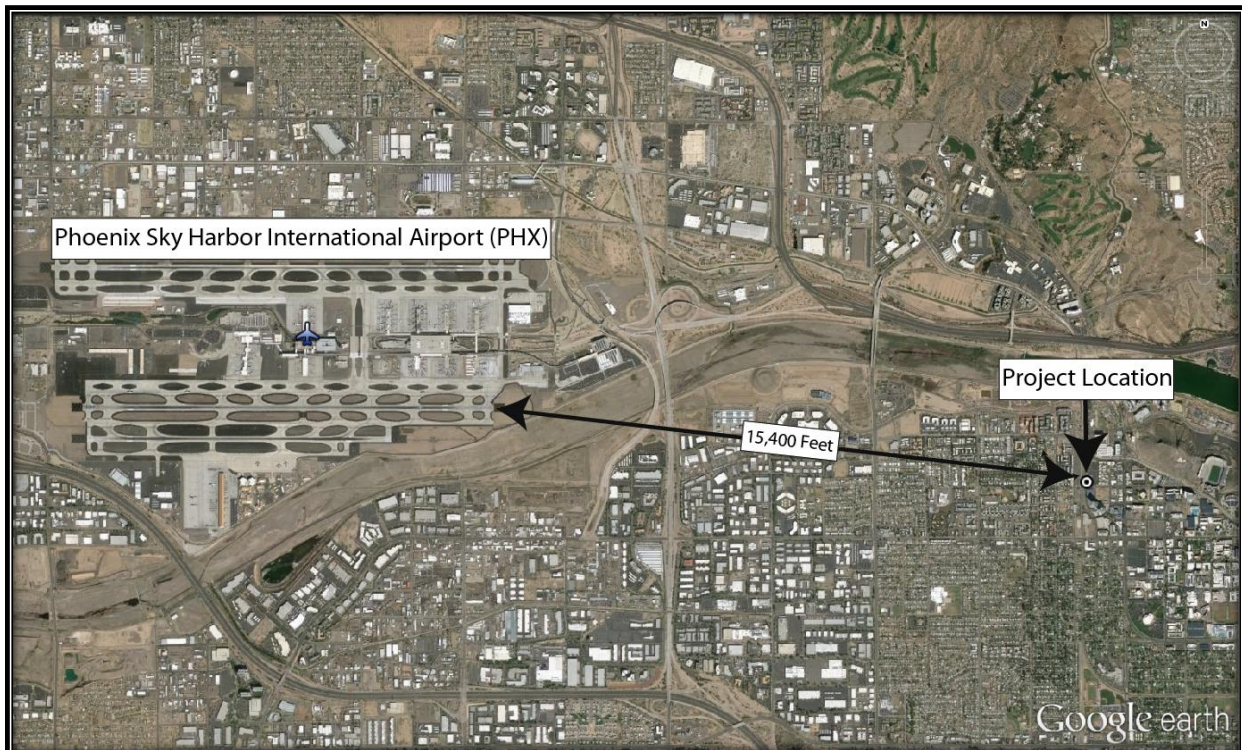 N
Phoenix Sky Harbor International Airport (PHX)
Project Location
15,400 Feet
Google earth